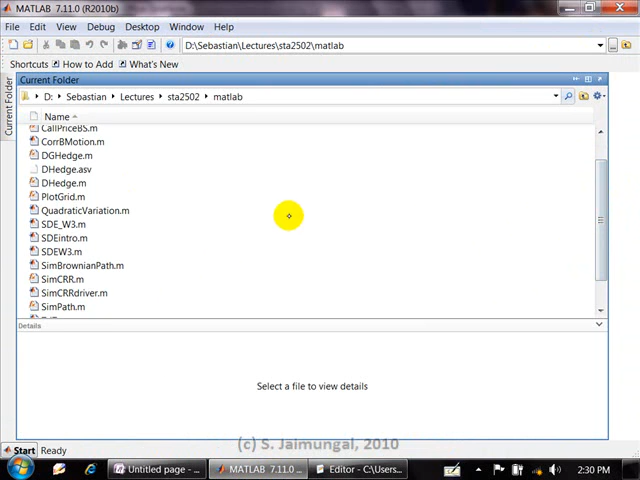 MATLAB 7.11.0 (R2010b)
File Edit View Debug Desktop Window Help
D:\Sebastian\Lectures\sta2502\matlab
Shortcuts How to Add What's New
Current Folder
Current Folder
D: Sebastian Lectures sta2502 matlab
Name
CallPriceBS.m
CorrBMotion.m
DGHedge.m
DHedge.asv
DHedge.m
PlotGrid.m
QuadraticVariation.m
SDE_W3.m
SDEintro.m
SDEW3.m
SimBrownianPath.m
SimCRR.m
SimCRRdriver.m
SimPath.m
Details
Select a file to view details
(c) S. Jaimungal, 2010
Start Ready
Untitled page - ... MATLAB 7.11.0 ... Editor - C:\Users... 2:30 PM